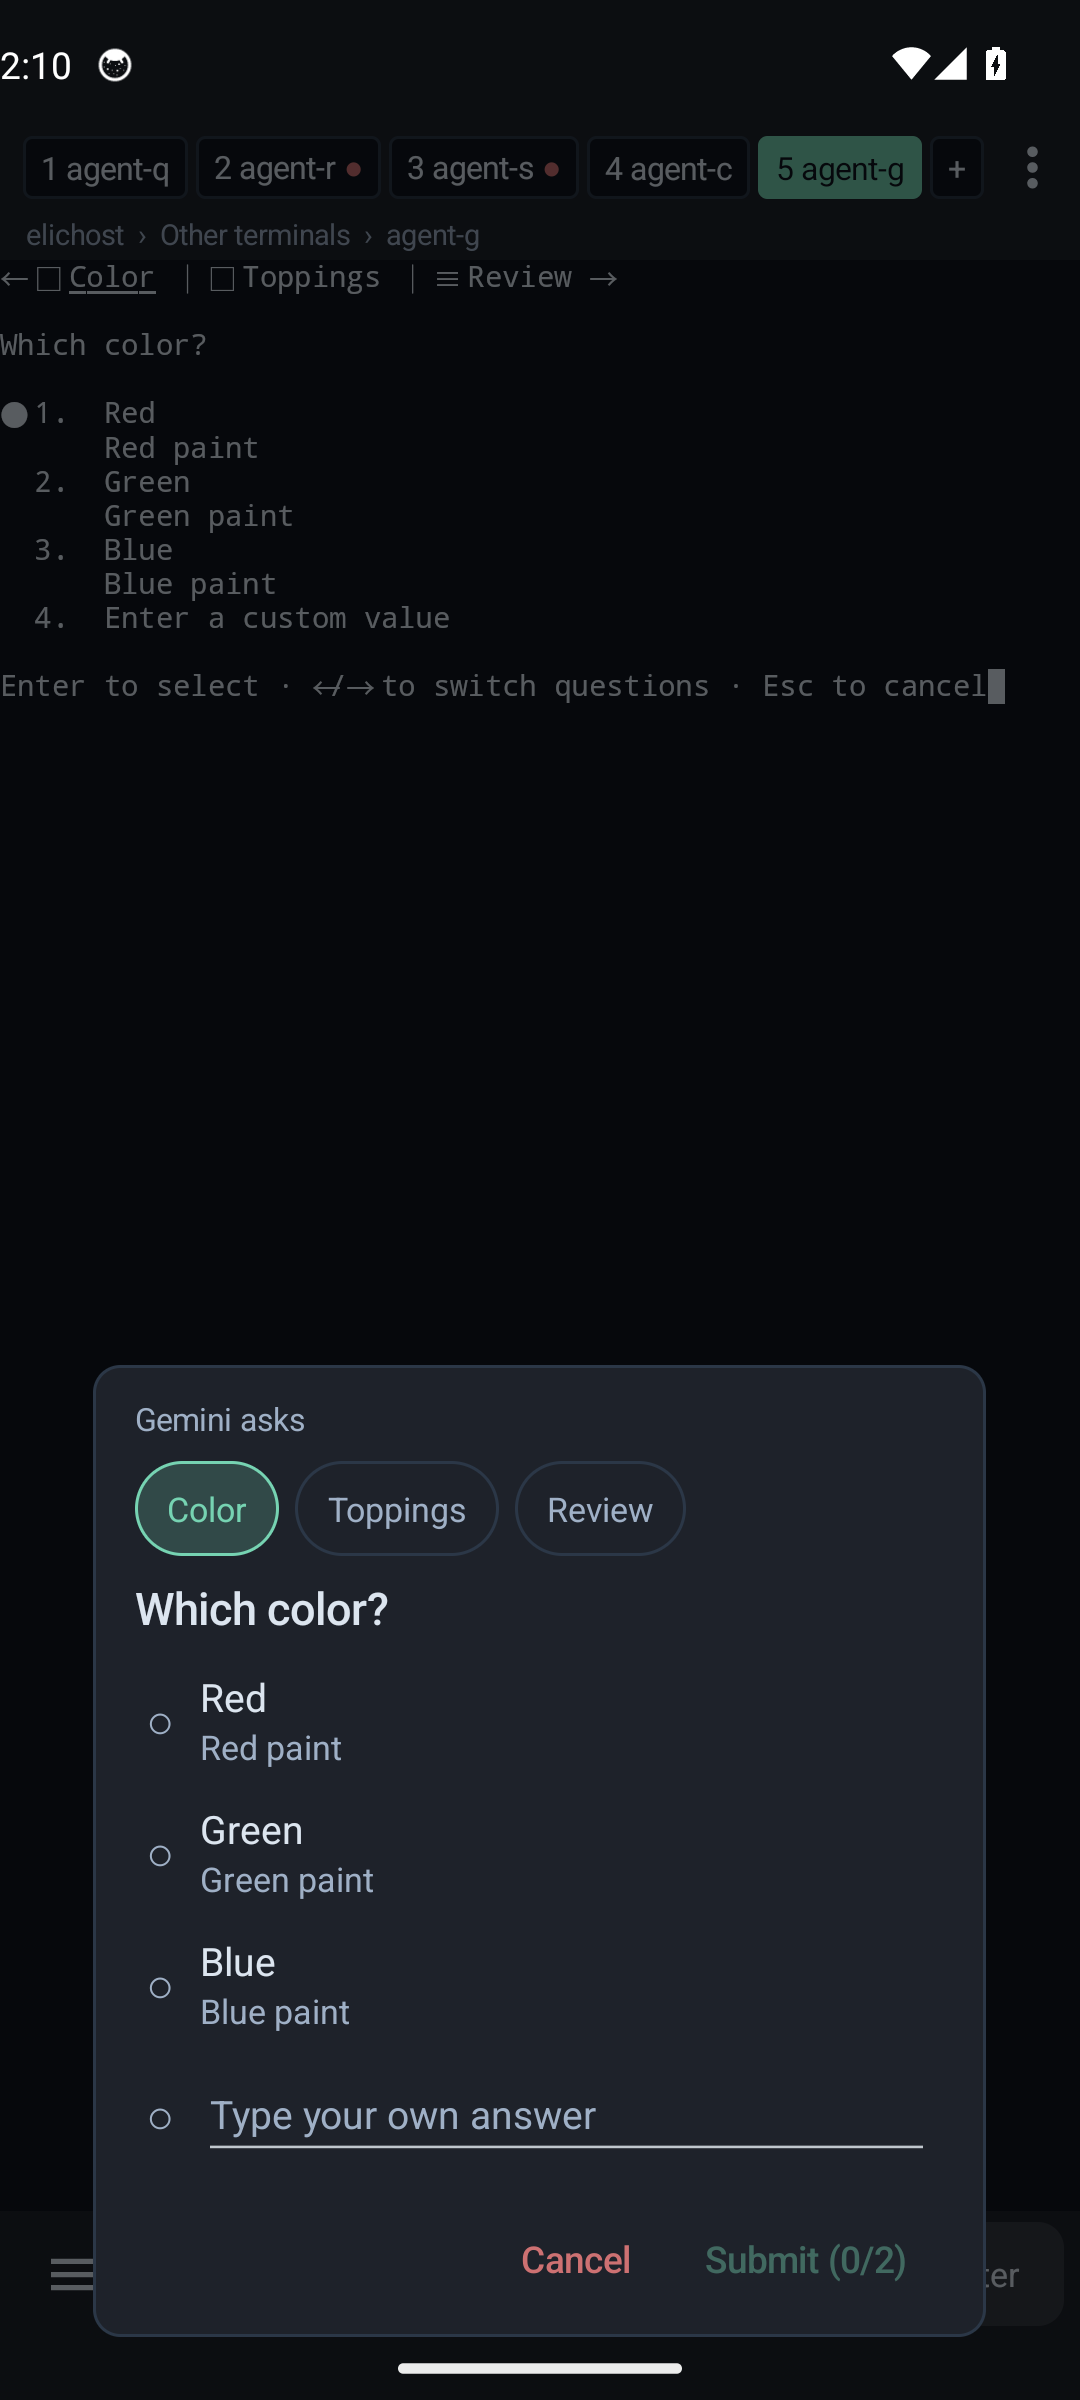 2:10
1 agent-q 2 agent-r 3 agent-s 4 agent-c 5 agent-g +
elichost › Other terminals › agent-g
← □ Color | □ Toppings | ≡ Review →
Which color?
● 1. Red
Red paint
2. Green
Green paint
3. Blue
Blue paint
4. Enter a custom value
Enter to select · ←/→ to switch questions · Esc to cancel
Gemini asks
Color Toppings Review
Which color?
Red
Red paint
Green
Green paint
Blue
Blue paint
Type your own answer
Cancel Submit (0/2)